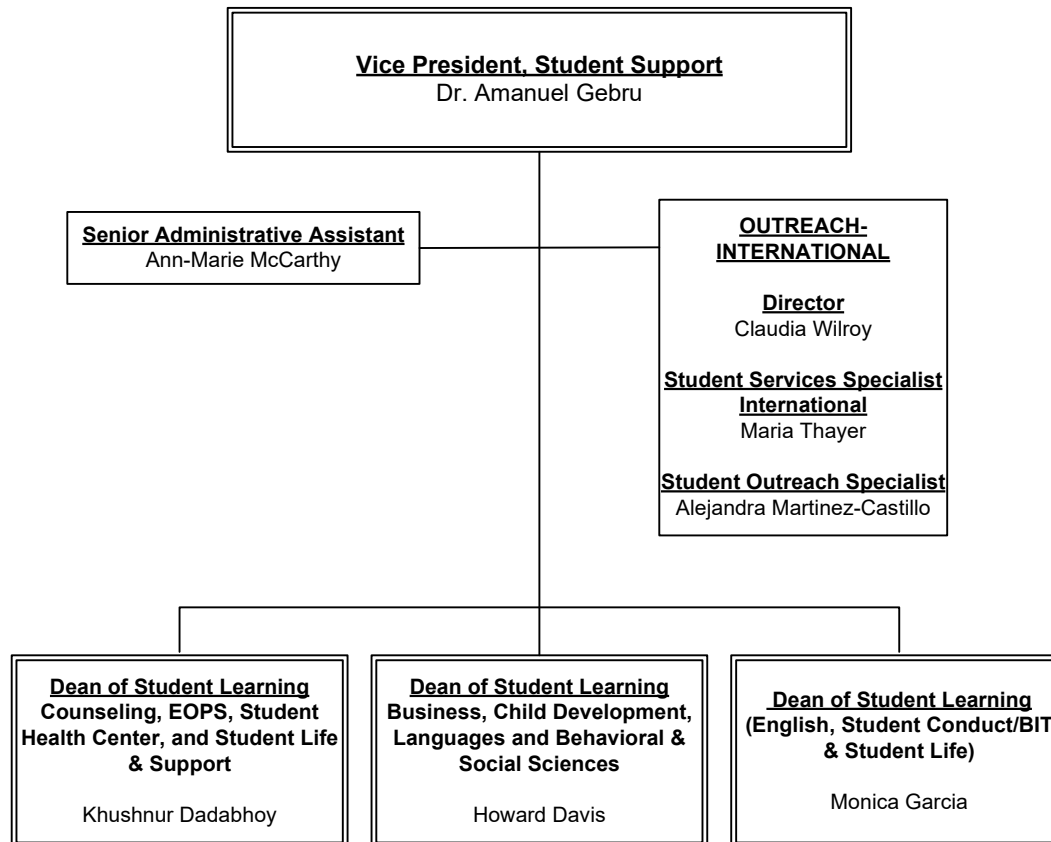 Vice President, Student Support
Dr. Amanuel Gebru
Senior Administrative Assistant
Ann-Marie McCarthy
OUTREACH-
INTERNATIONAL
Director
Claudia Wilroy
Student Services Specialist
International
Maria Thayer
Student Outreach Specialist
Alejandra Martinez-Castillo
Dean of Student Learning
Counseling, EOPS, Student
Health Center, and Student Life
& Support
Khushnur Dadabhoy
Dean of Student Learning
Business, Child Development,
Languages and Behavioral &
Social Sciences
Howard Davis
Dean of Student Learning
(English, Student Conduct/BIT
& Student Life)
Monica Garcia